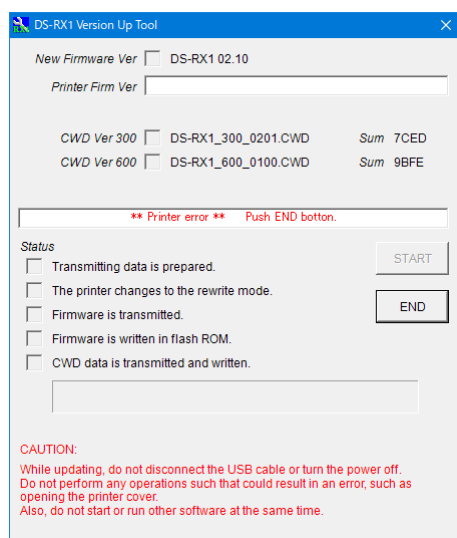 DS-RX1 Version Up Tool
New Firmware Ver DS-RX1 02.10
Printer Firm Ver
CWD Ver 300 DS-RX1_300_0201.CWD Sum 7CED
CWD Ver 600 DS-RX1_600_0100.CWD Sum 9BFE
** Printer error ** Push END botton.
Status
START
Transmitting data is prepared.
The printer changes to the rewrite mode.
END
Firmware is transmitted.
Firmware is written in flash ROM.
CWD data is transmitted and written.
CAUTION:
While updating, do not disconnect the USB cable or turn the power off.
Do not perform any operations such that could result in an error, such as
opening the printer cover.
Also, do not start or run other software at the same time.